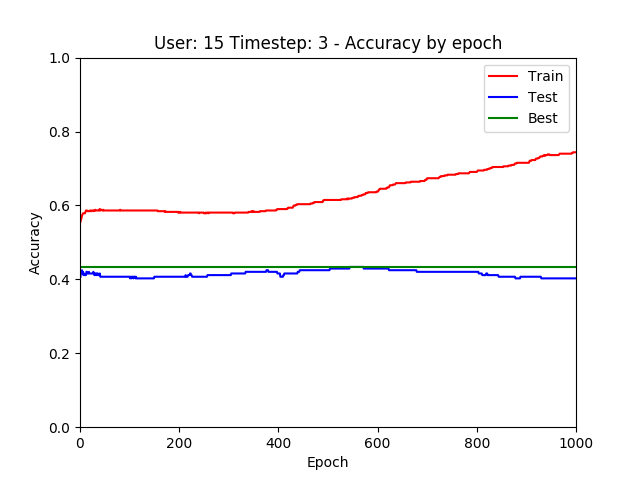 User: 15 Timestep: 3 - Accuracy by epoch
1.0
0.8
0.6
0.4
0.2
0.0
Accuracy
Train
Test
Best
0 200 400 600 800 1000
Epoch